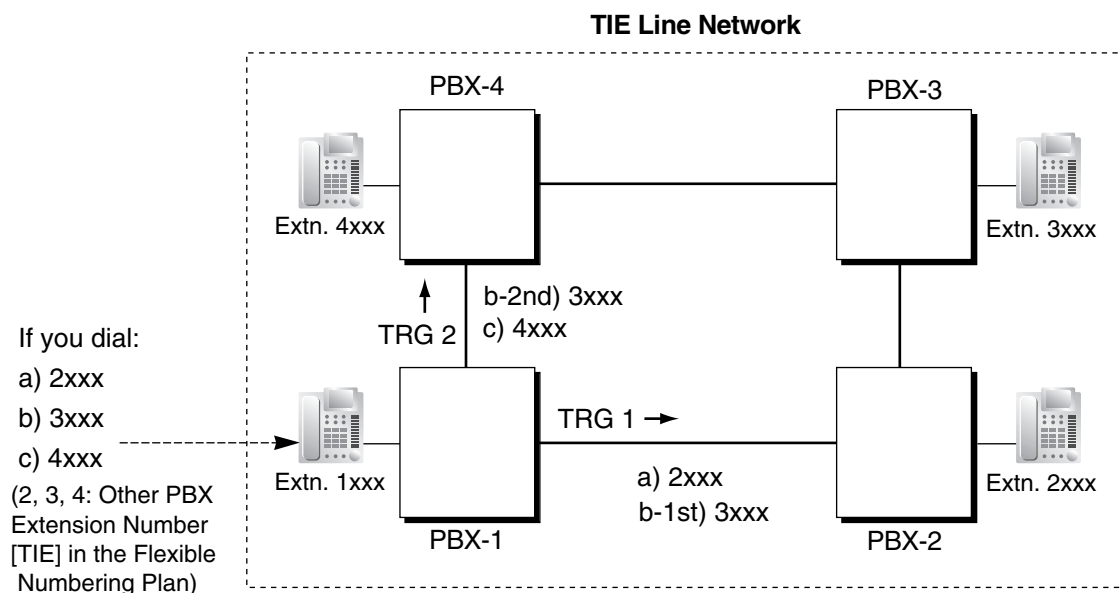 TIE Line Network
PBX-4
PBX-3
Extn. 4xxx
Extn. 3xxx
b-2nd) 3xxx
TRG 2
c) 4xxx
If you dial:
a) 2xxx
b) 3xxx
c) 4xxx
(2, 3, 4: Other PBX
Extension Number
[TIE] in the Flexible
Numbering Plan)
Extn. 1xxx
TRG 1
a) 2xxx
b-1st) 3xxx
Extn. 2xxx
PBX-1
PBX-2